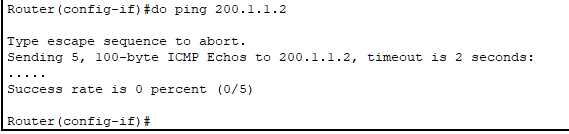 Router(config-if)#do ping 200.1.1.2
Type escape sequence to abort.
Sending 5, 100-byte ICMP Echos to 200.1.1.2, timeout is 2 seconds:
.....
Success rate is 0 percent (0/5)
Router(config-if)#